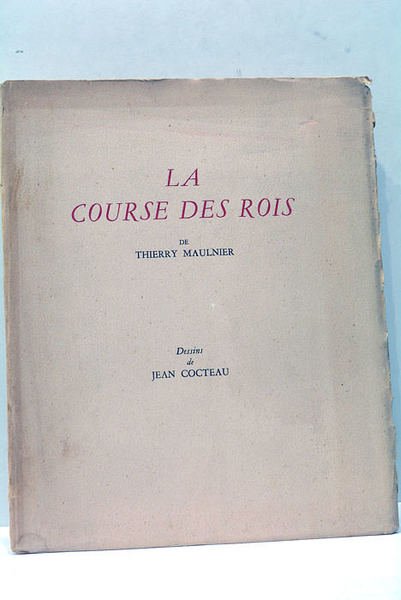 LA
COURSE DES ROIS
DE
THIERRY MAULNIER
Dessins
de
JEAN COCTEAU